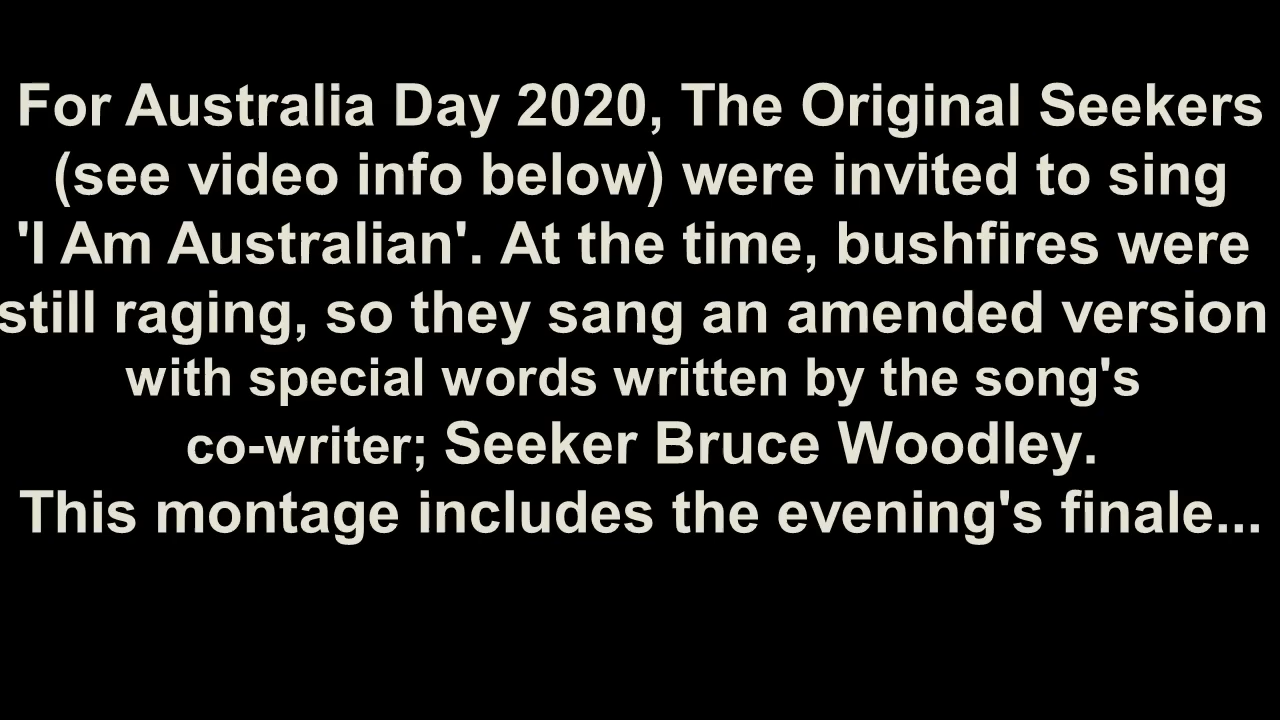 For Australia Day 2020, The Original Seekers
(see video info below) were invited to sing
'I Am Australian'. At the time, bushfires were
still raging, so they sang an amended version
with special words written by the song's
co-writer; Seeker Bruce Woodley.
This montage includes the evening's finale...